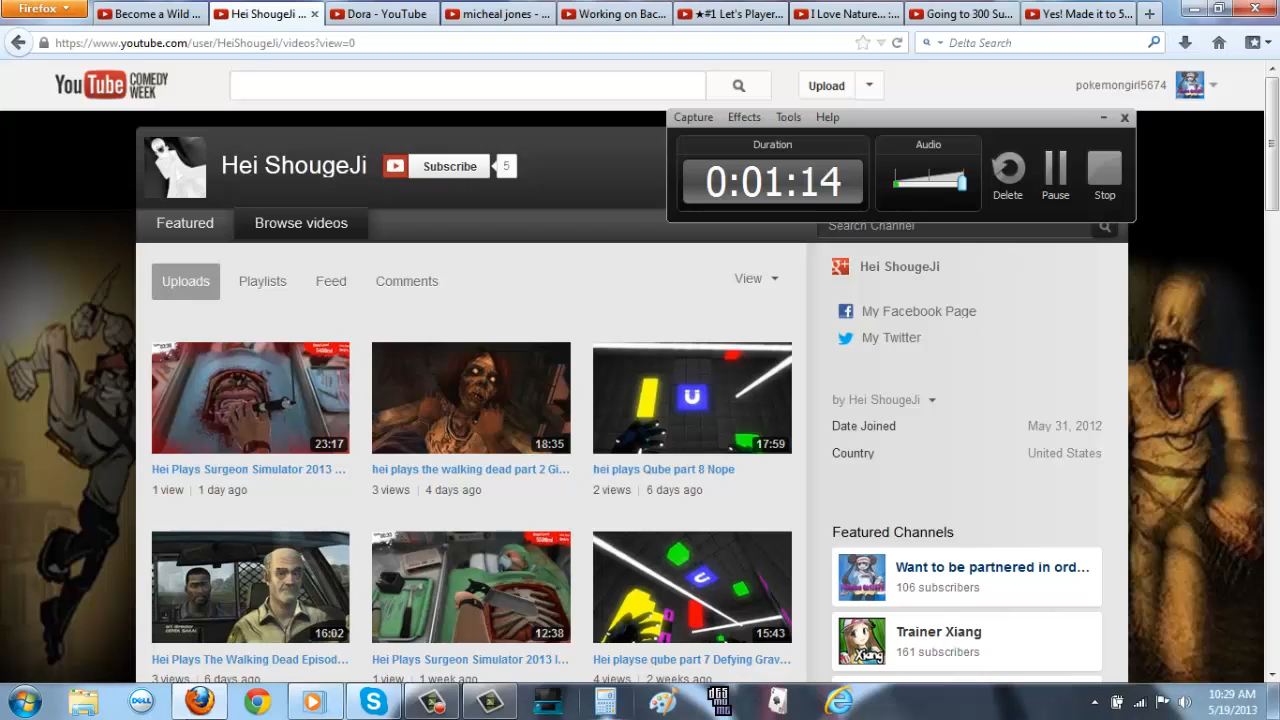 Firefox
Become a Wild ...
Hei ShougeJi ...
Dora - YouTube
micheal jones - ...
Working on Bac...
★#1 Let's Player...
I Love Nature... :...
Going to 300 Su...
Yes! Made it to 5...
https://www.youtube.com/user/HeiShougeJi/videos?view=0
Delta Search
YouTube COMEDY WEEK
Upload
pokemongirl5674
Capture Effects Tools Help
Duration
Audio
0:01:14
Delete
Pause
Stop
Hei ShougeJi
Subscribe
5
Featured
Browse videos
Search Channel
Uploads
Playlists
Feed
Comments
View
Hei ShougeJi
My Facebook Page
My Twitter
by Hei ShougeJi
Date Joined May 31, 2012
Country United States
23:17
18:35
U
17:59
Hei Plays Surgeon Simulator 2013 ...
hei plays the walking dead part 2 Gi...
hei plays Qube part 8 Nope
1 view 1 day ago
3 views 4 days ago
2 views 6 days ago
Featured Channels
Want to be partnered in ord...
106 subscribers
Trainer Xiang
161 subscribers
Xiang
16:02
12:38
15:43
Hei Plays The Walking Dead Episod...
Hei Plays Surgeon Simulator 2013 I...
Hei playse qube part 7 Defying Grav...
3 views 6 days ago
1 view 1 week ago
4 views 2 weeks ago
DELL
10:29 AM
5/19/2013